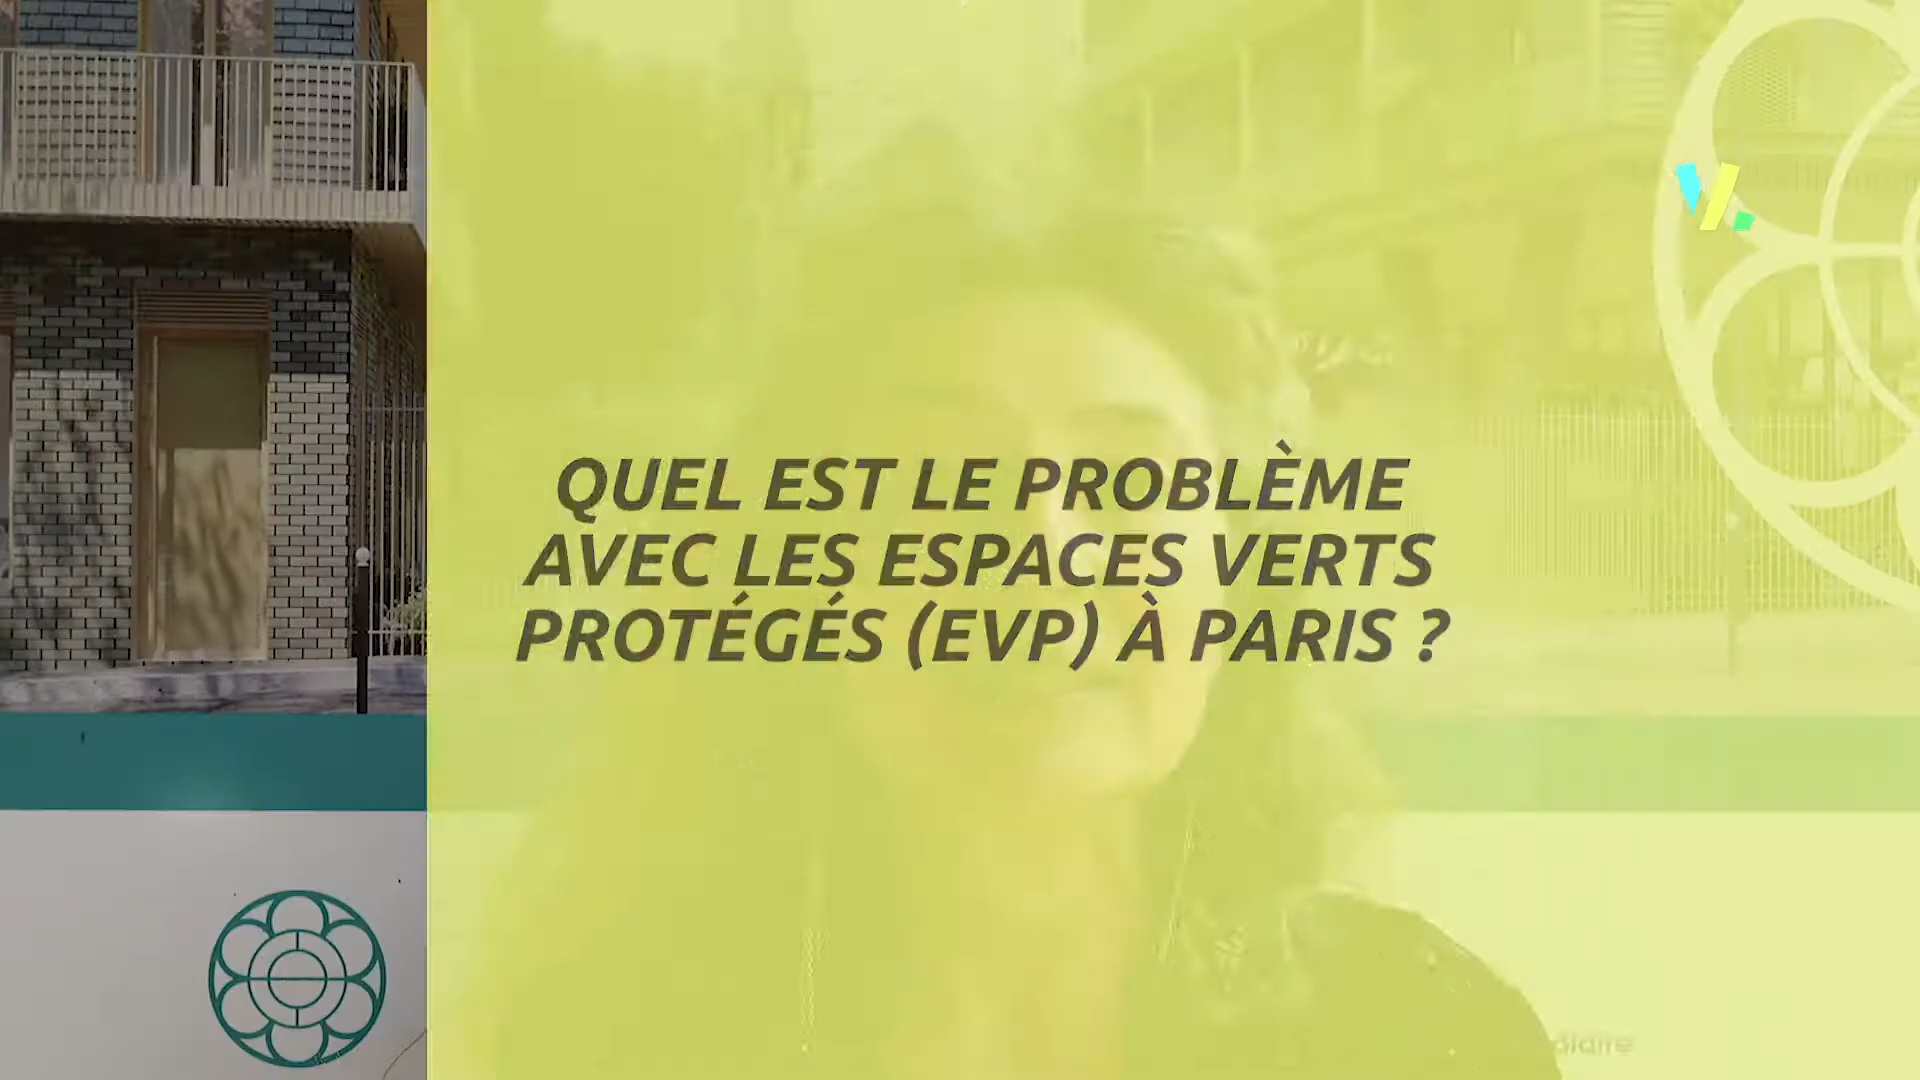 QUEL EST LE PROBLÈME
AVEC LES ESPACES VERTS
PROTÉGÉS (EVP) À PARIS ?